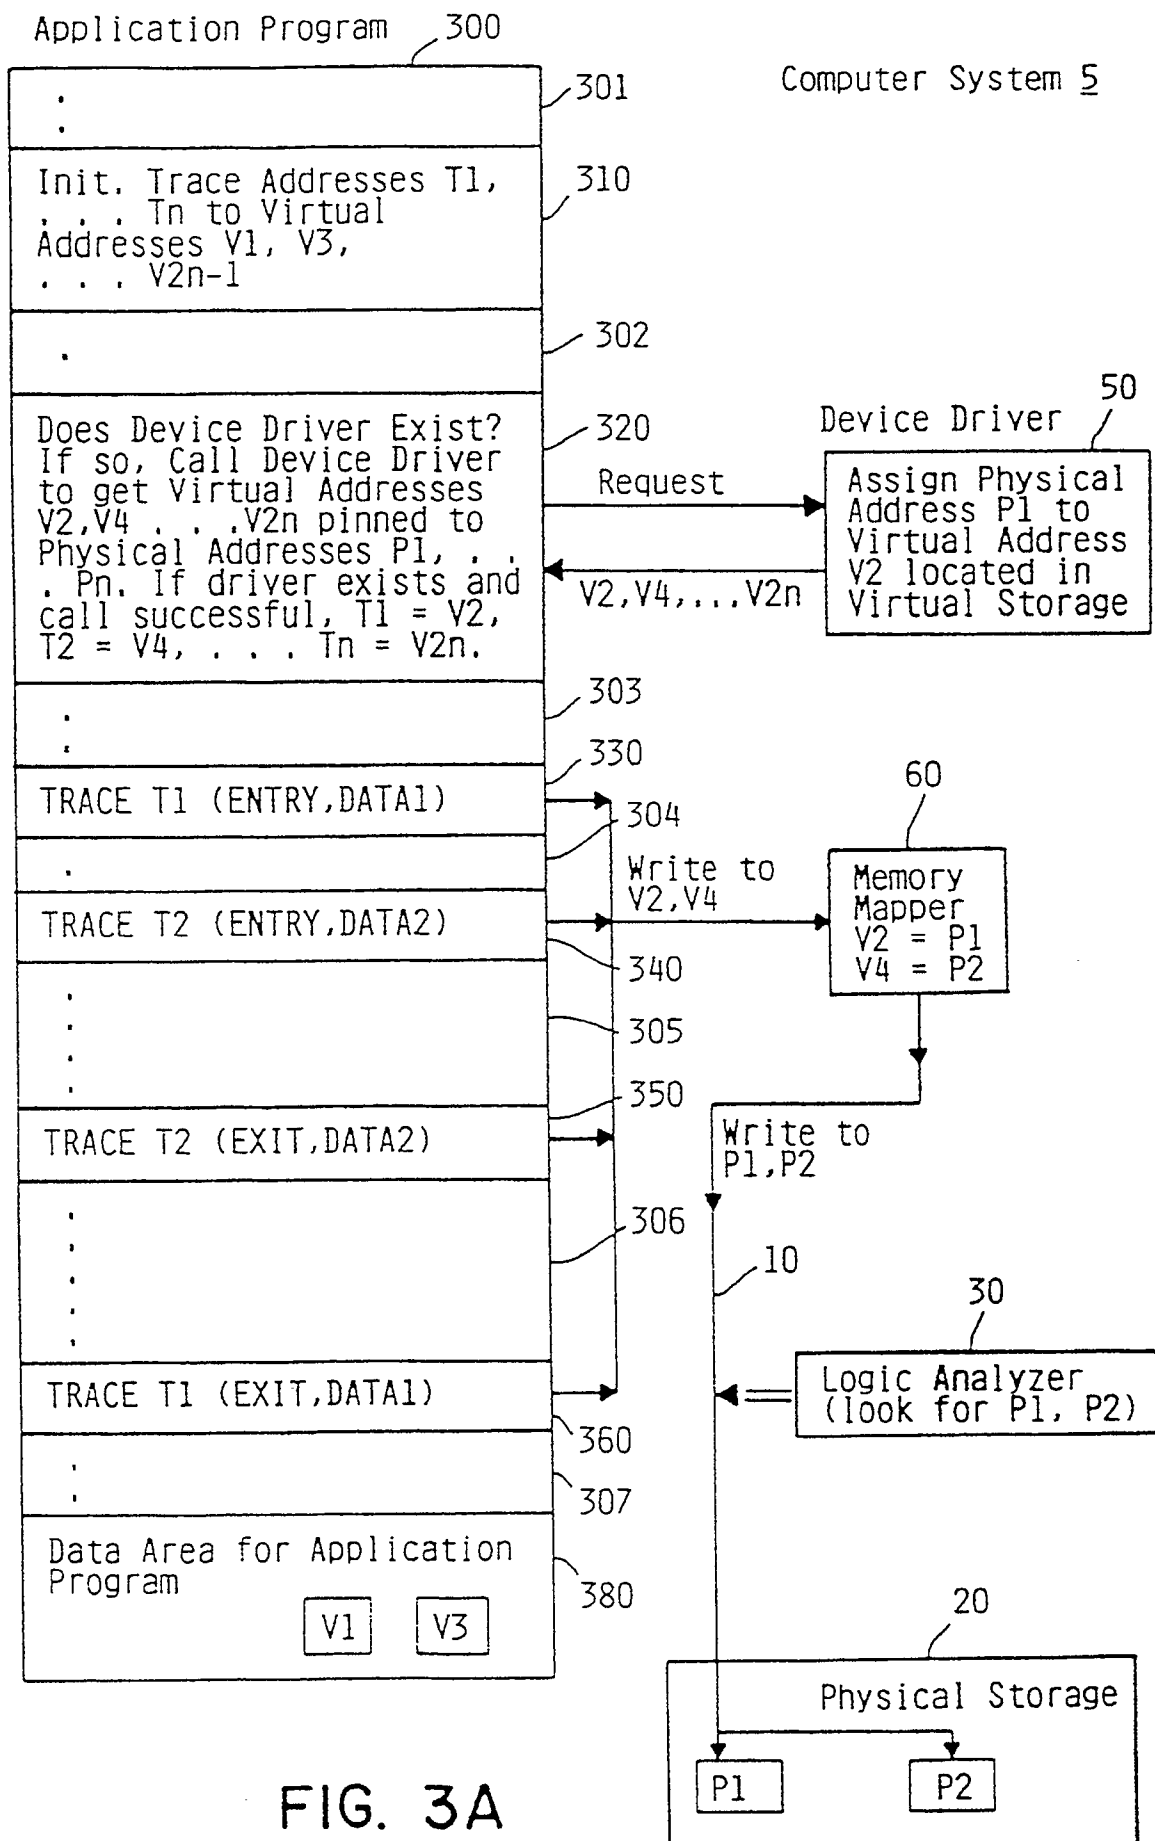 Application Program 300
Computer System 5
301
Init. Trace Addresses T1,
. . . Tn to Virtual
Addresses V1, V3,
. . . V2n-1
310
302
Does Device Driver Exist?
If so, Call Device Driver
to get Virtual Addresses
V2,V4 . . .V2n pinned to
Physical Addresses P1, . .
. Pn. If driver exists and
call successful, T1 = V2,
T2 = V4, . . . Tn = V2n.
320
Request
V2,V4,...V2n
Device Driver
50
Assign Physical
Address P1 to
Virtual Address
V2 located in
Virtual Storage
303
330
TRACE T1 (ENTRY,DATA1)
304
TRACE T2 (ENTRY,DATA2)
340
Write to
V2,V4
60
Memory
Mapper
V2 = P1
V4 = P2
305
350
TRACE T2 (EXIT,DATA2)
Write to
P1,P2
306
10
30
Logic Analyzer
(look for P1, P2)
TRACE T1 (EXIT,DATA1)
360
307
Data Area for Application
Program
380
V1 V3
20
Physical Storage
P1 P2
FIG. 3A